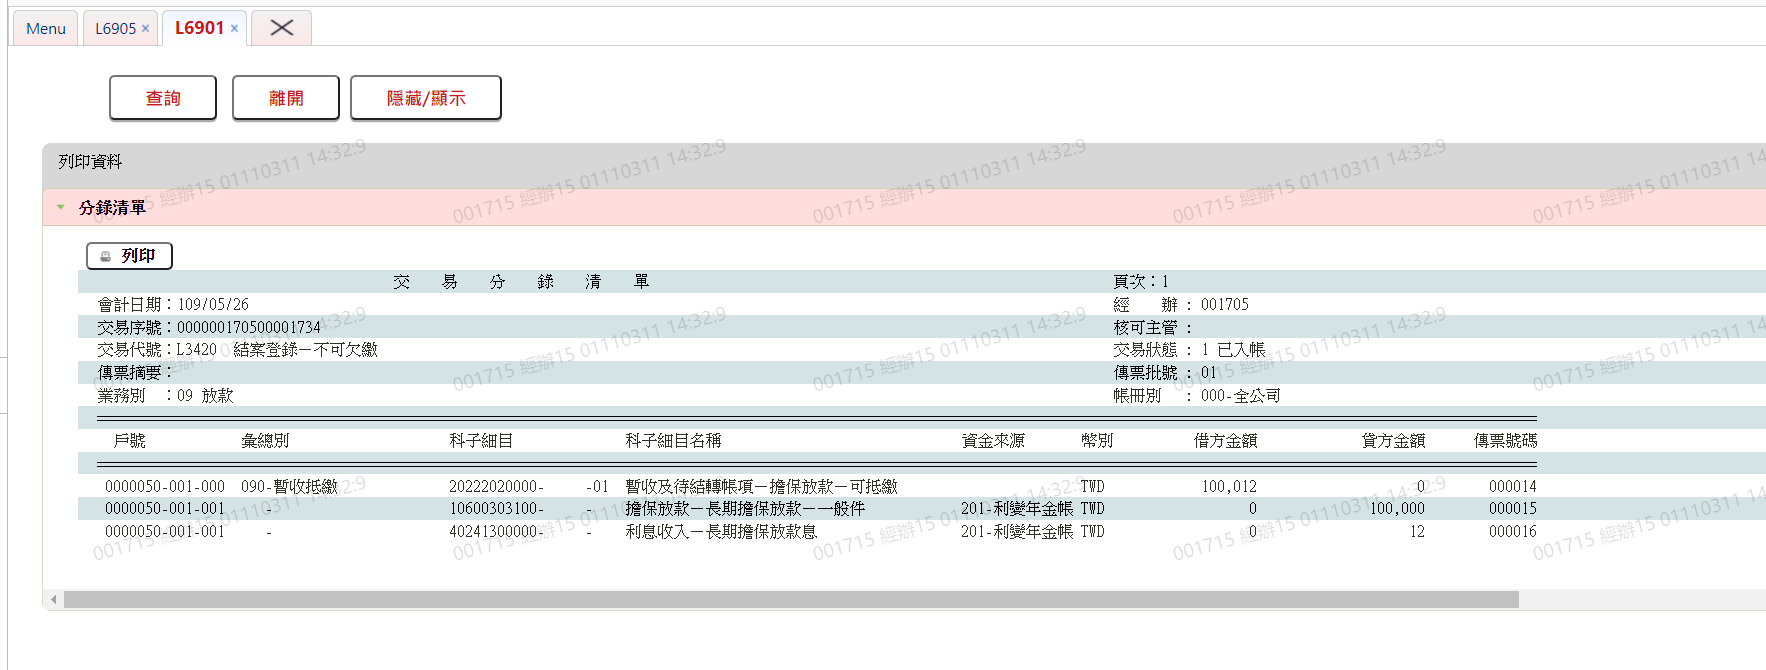 Menu L6905 × L6901 ×
查詢 離開 隱藏/顯示
列印資料
分錄清單
列印
交 易 分 錄 清 單 頁次：1
會計日期：109/05/26 經 辦 : 001705
交易序號：000000170500001734 核可主管 :
交易代號：L3420 結案登錄－不可欠繳 交易狀態 : 1 已入帳
傳票摘要： 傳票批號 : 01
業務別 ：09 放款 帳冊別 : 000-全公司
戶號 彙總別 科子細目 科子細目名稱 資金來源 幣別 借方金額 貸方金額 傳票號碼
0000050-001-000 090-暫收抵繳 20222020000- -01 暫收及待結轉帳項－擔保放款－可抵繳 TWD 100,012 0 000014
0000050-001-001 - 10600303100- - 擔保放款－長期擔保放款－一般件 201-利變年金帳 TWD 0 100,000 000015
0000050-001-001 - 40241300000- - 利息收入－長期擔保放款息 201-利變年金帳 TWD 0 12 000016
001715 經辦15 01110311 14:32:9